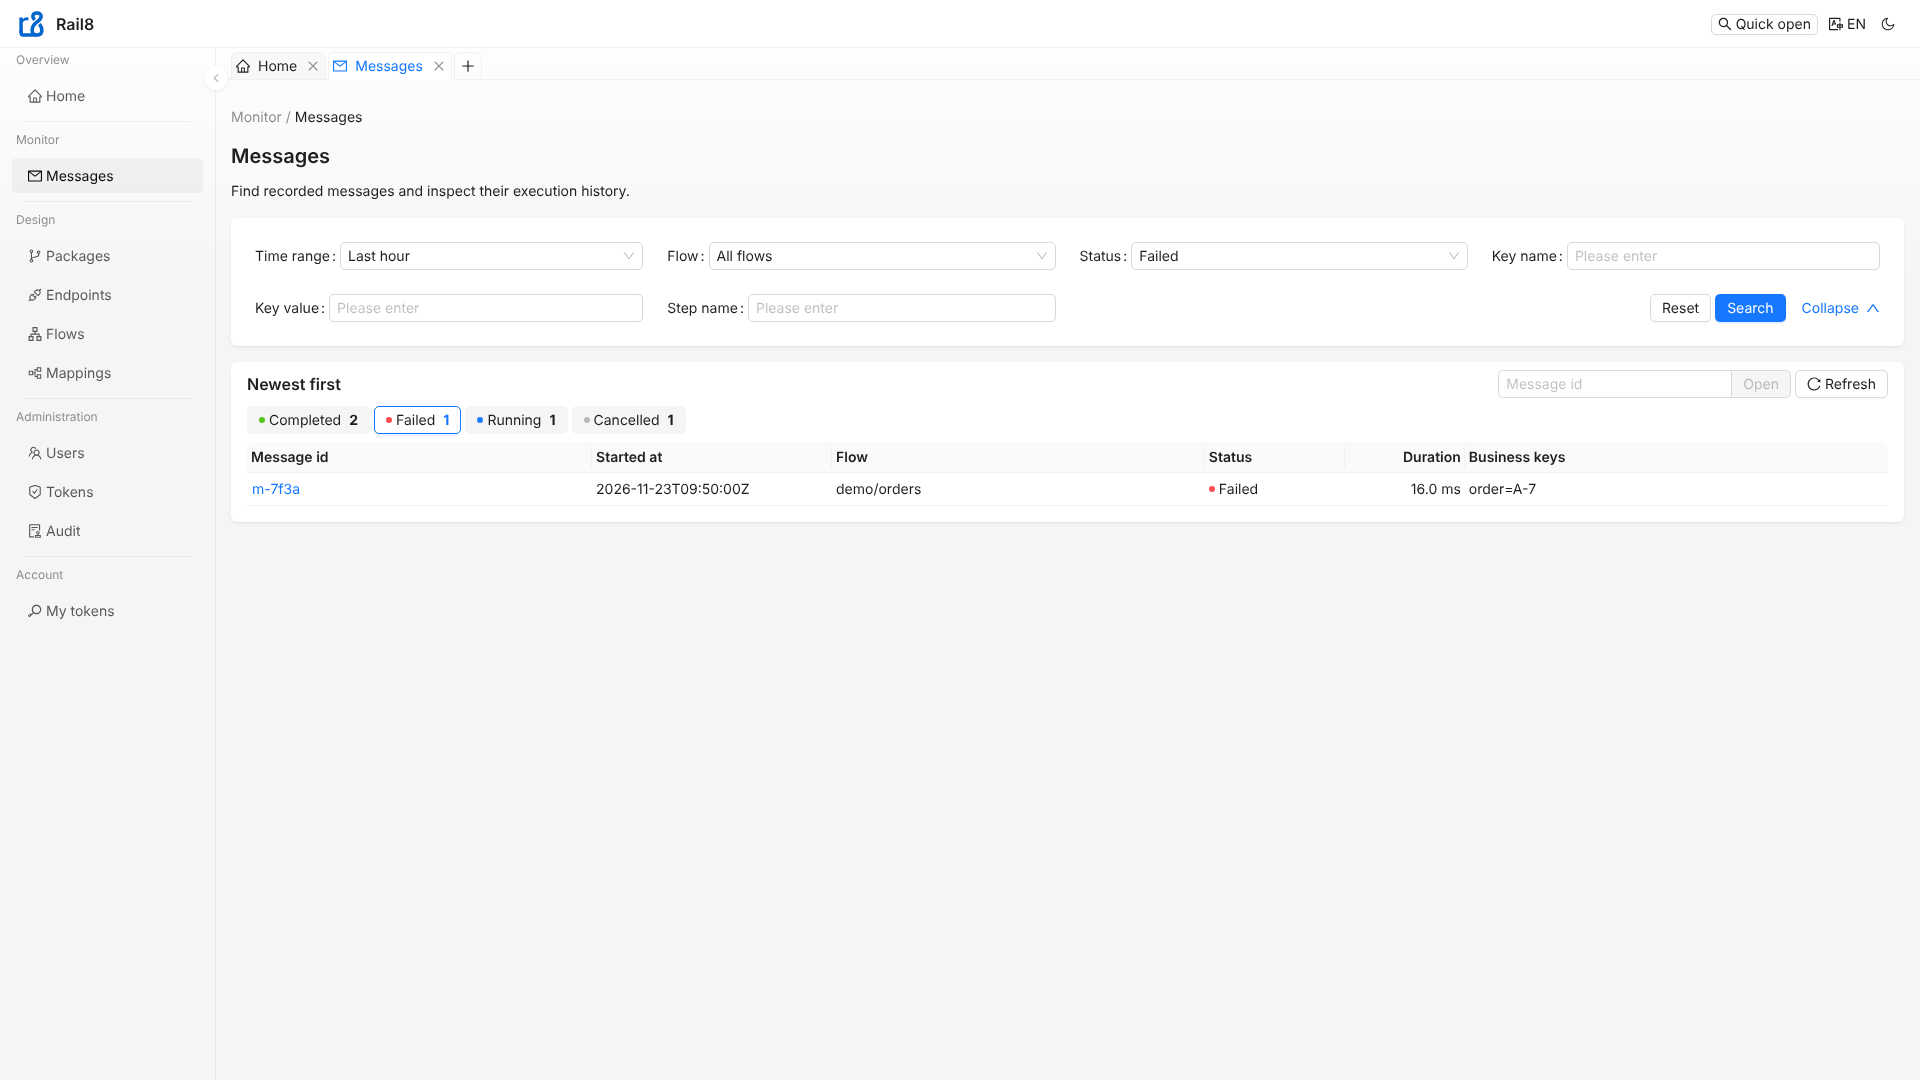 Rail8
Quick open
EN
Overview
Home
Monitor
Messages
Design
Packages
Endpoints
Flows
Mappings
Administration
Users
Tokens
Audit
Account
My tokens
Home
Messages
Monitor / Messages
Messages
Find recorded messages and inspect their execution history.
Time range: Last hour
Flow: All flows
Status: Failed
Key name: Please enter
Key value: Please enter
Step name: Please enter
Reset
Search
Collapse
Newest first
Message id
Open
Refresh
Completed 2
Failed 1
Running 1
Cancelled 1
Message id Started at Flow Status Duration Business keys
m-7f3a 2026-11-23T09:50:00Z demo/orders Failed 16.0 ms order=A-7